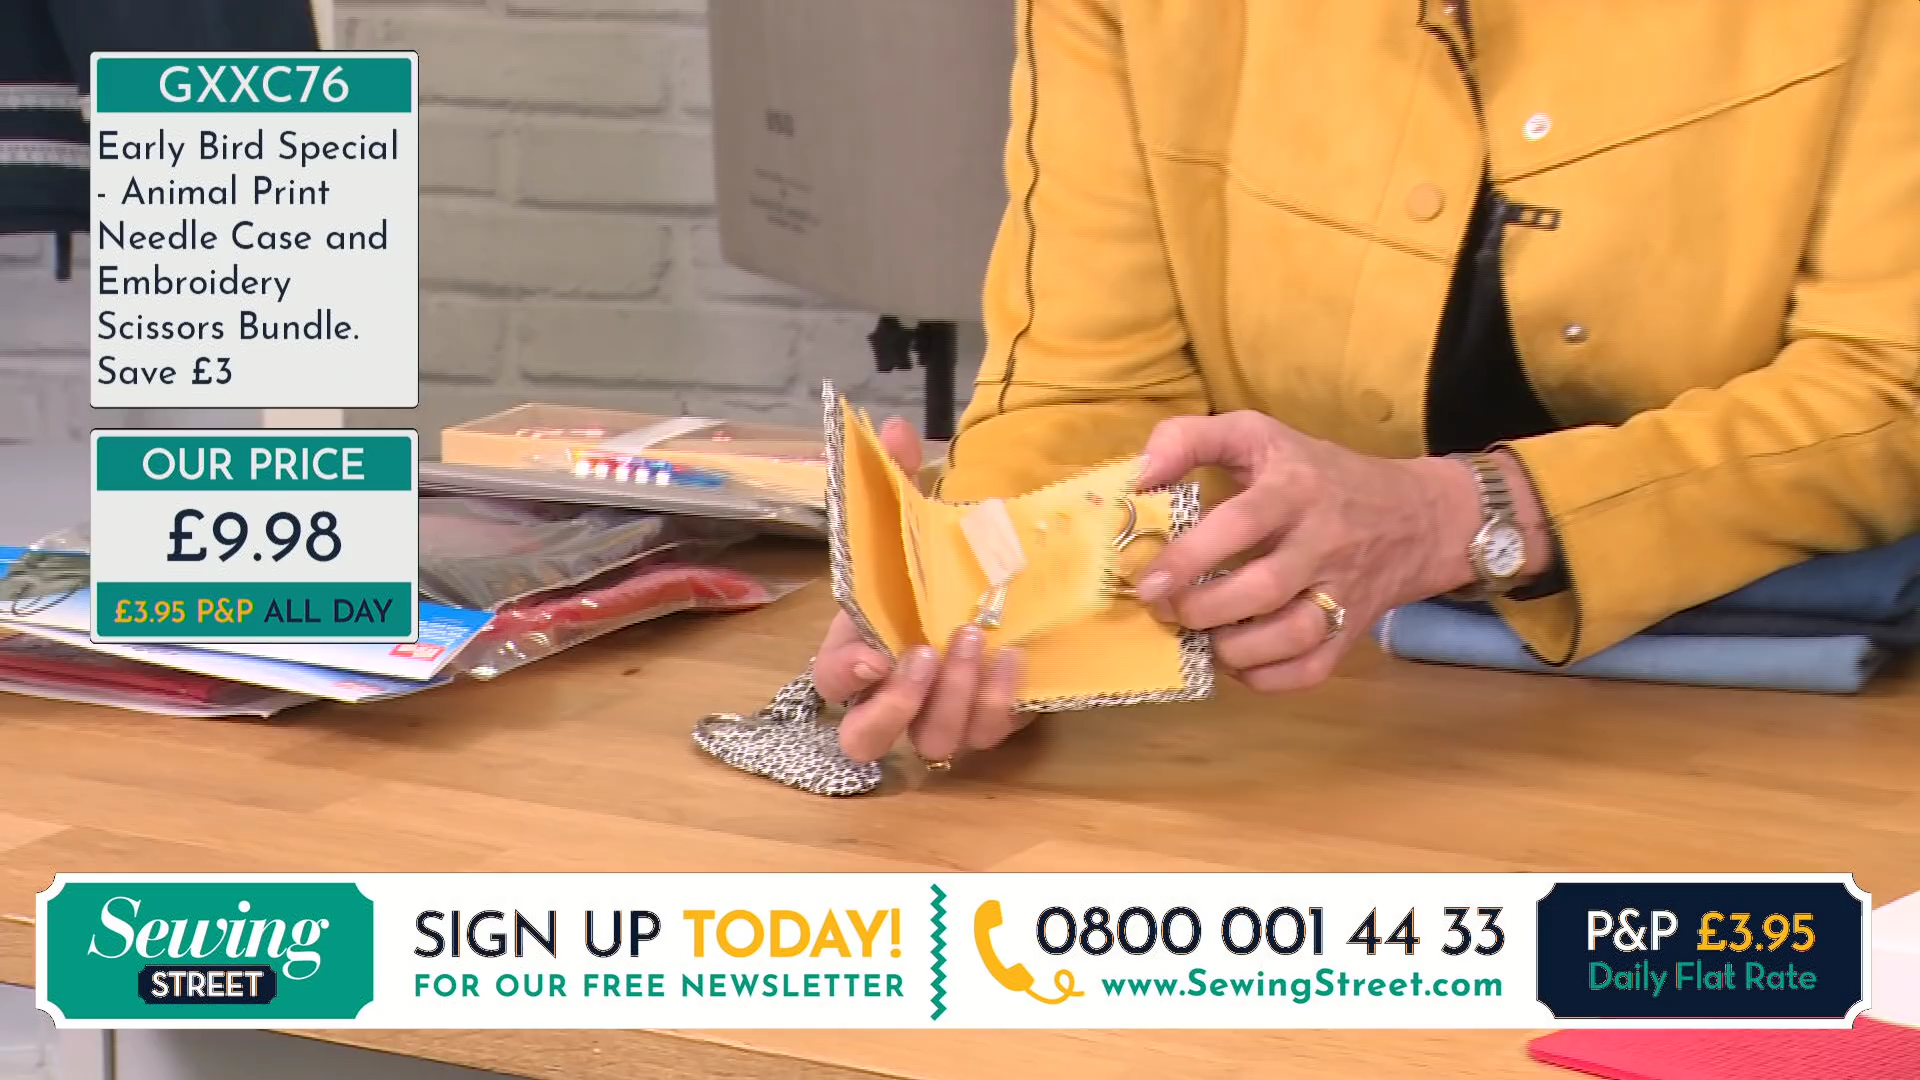 GXXC76
Early Bird Special
- Animal Print
Needle Case and
Embroidery
Scissors Bundle.
Save £3
OUR PRICE
£9.98
£3.95 P&P ALL DAY
Sewing
STREET
SIGN UP TODAY!
FOR OUR FREE NEWSLETTER
0800 001 44 33
www.SewingStreet.com
P&P £3.95
Daily Flat Rate